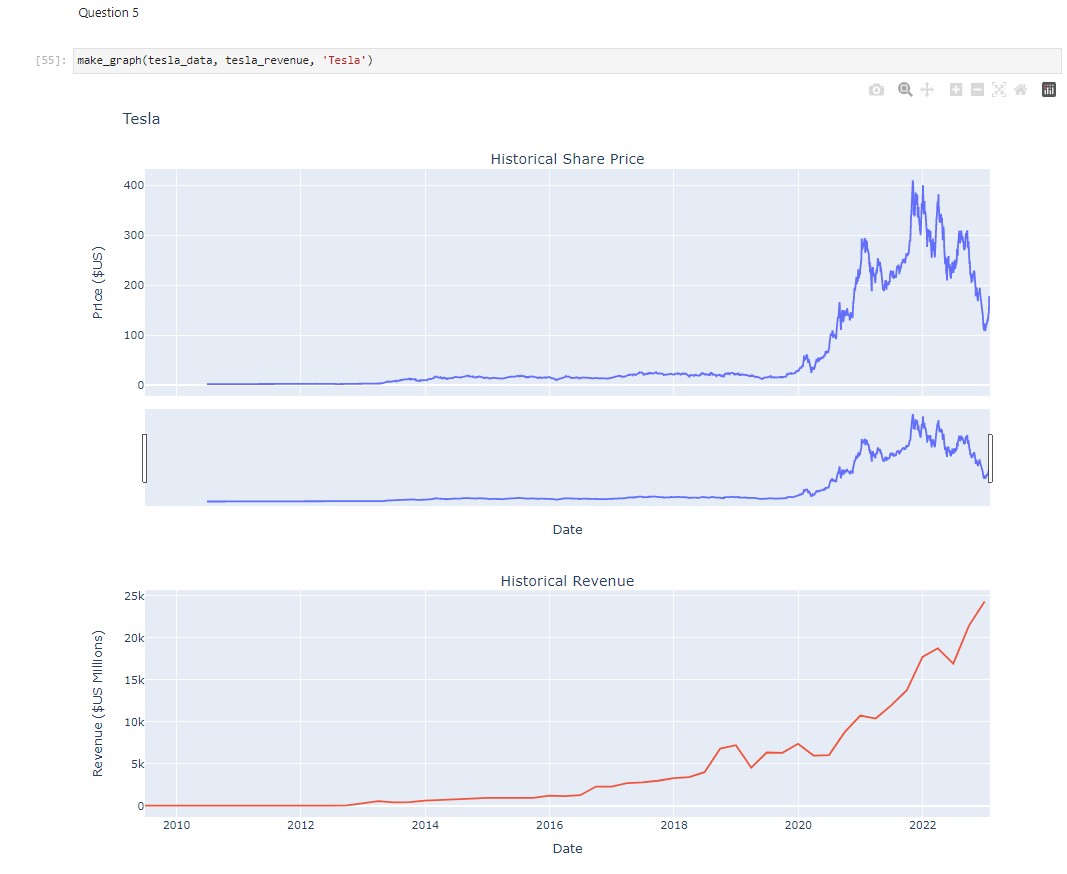 Question 5
[55]: make_graph(tesla_data, tesla_revenue, 'Tesla')
Tesla
Historical Share Price
400
300
200
100
0
Price ($US)
Date
Historical Revenue
25k
20k
15k
10k
5k
0
Revenue ($US Millions)
2010 2012 2014 2016 2018 2020 2022
Date